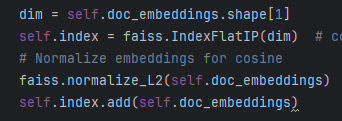 dim = self.doc_embeddings.shape[1]
self.index = faiss.IndexFlatIP(dim)  #
# Normalize embeddings for cosine
faiss.normalize_L2(self.doc_embeddings)
self.index.add(self.doc_embeddings)